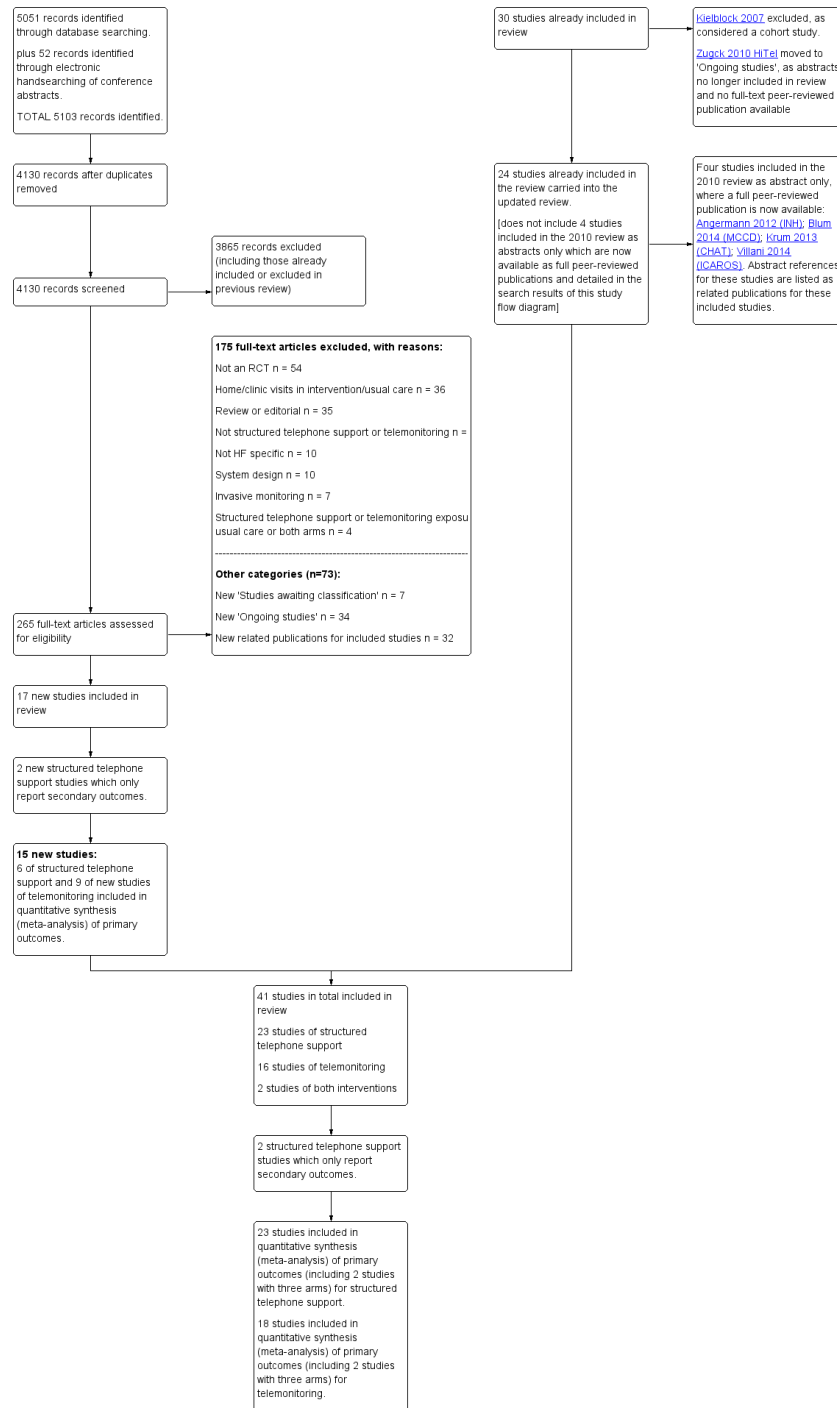 5051 records identified
through database searching.
plus 52 records identified
through electronic
handsearching of conference
abstracts.
TOTAL 5103 records identified.
4130 records after duplicates
removed
4130 records screened
3865 records excluded
(including those already
included or excluded in
previous review)
265 full-text articles assessed
for eligibility
175 full-text articles excluded, with reasons:
Not an RCT n = 54
Home/clinic visits in intervention/usual care n = 36
Review or editorial n = 35
Not structured telephone support or telemonitoring n =
Not HF specific n = 10
System design n = 10
Invasive monitoring n = 7
Structured telephone support or telemonitoring exposu
usual care or both arms n = 4
Other categories (n=73):
New 'Studies awaiting classification' n = 7
New 'Ongoing studies' n = 34
New related publications for included studies n = 32
17 new studies included in
review
2 new structured telephone
support studies which only
report secondary outcomes.
15 new studies:
6 of structured telephone
support and 9 of new studies
of telemonitoring included in
quantitative synthesis
(meta-analysis) of primary
outcomes.
30 studies already included in
review
Kielblock 2007 excluded, as
considered a cohort study.
Zugck 2010 HiTel moved to
'Ongoing studies', as abstracts
no longer included in review
and no full-text peer-reviewed
publication available
24 studies already included in
the review carried into the
updated review.
[does not include 4 studies
included in the 2010 review as
abstracts only which are now
available as full peer-reviewed
publications and detailed in the
search results of this study
flow diagram]
Four studies included in the
2010 review as abstract only,
where a full peer-reviewed
publication is now available:
Angermann 2012 (INH); Blum
2014 (MCCD); Krum 2013
(CHAT); Villani 2014
(ICAROS). Abstract references
for these studies are listed as
related publications for these
included studies.
41 studies in total included in
review
23 studies of structured
telephone support
16 studies of telemonitoring
2 studies of both interventions
2 structured telephone support
studies which only report
secondary outcomes.
23 studies included in
quantitative synthesis
(meta-analysis) of primary
outcomes (including 2 studies
with three arms) for structured
telephone support.
18 studies included in
quantitative synthesis
(meta-analysis) of primary
outcomes (including 2 studies
with three arms) for
telemonitoring.